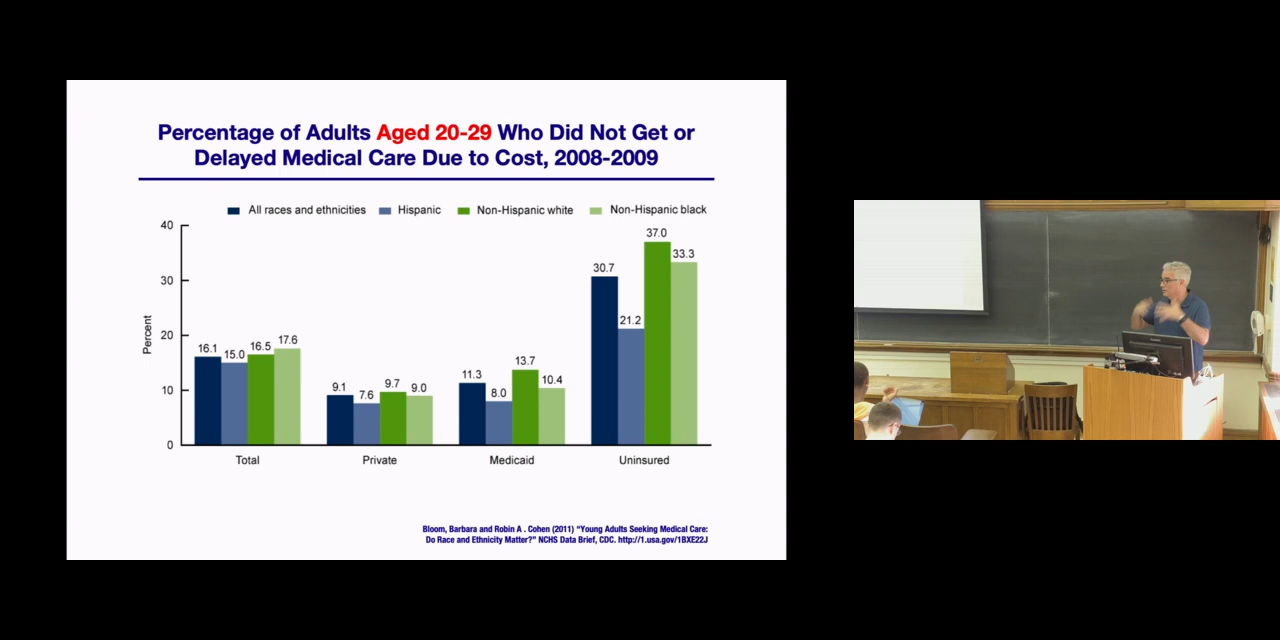 Percentage of Adults Aged 20-29 Who Did Not Get or
Delayed Medical Care Due to Cost, 2008-2009
All races and ethnicities Hispanic Non-Hispanic white Non-Hispanic black
Percent
40
30
20
10
0
16.1 15.0 16.5 17.6
9.1 7.6 9.7 9.0
11.3 8.0 13.7 10.4
30.7 21.2 37.0 33.3
Total Private Medicaid Uninsured
Bloom, Barbara and Robin A . Cohen (2011) “Young Adults Seeking Medical Care:
Do Race and Ethnicity Matter?” NCHS Data Brief, CDC. http://1.usa.gov/1BXE22J